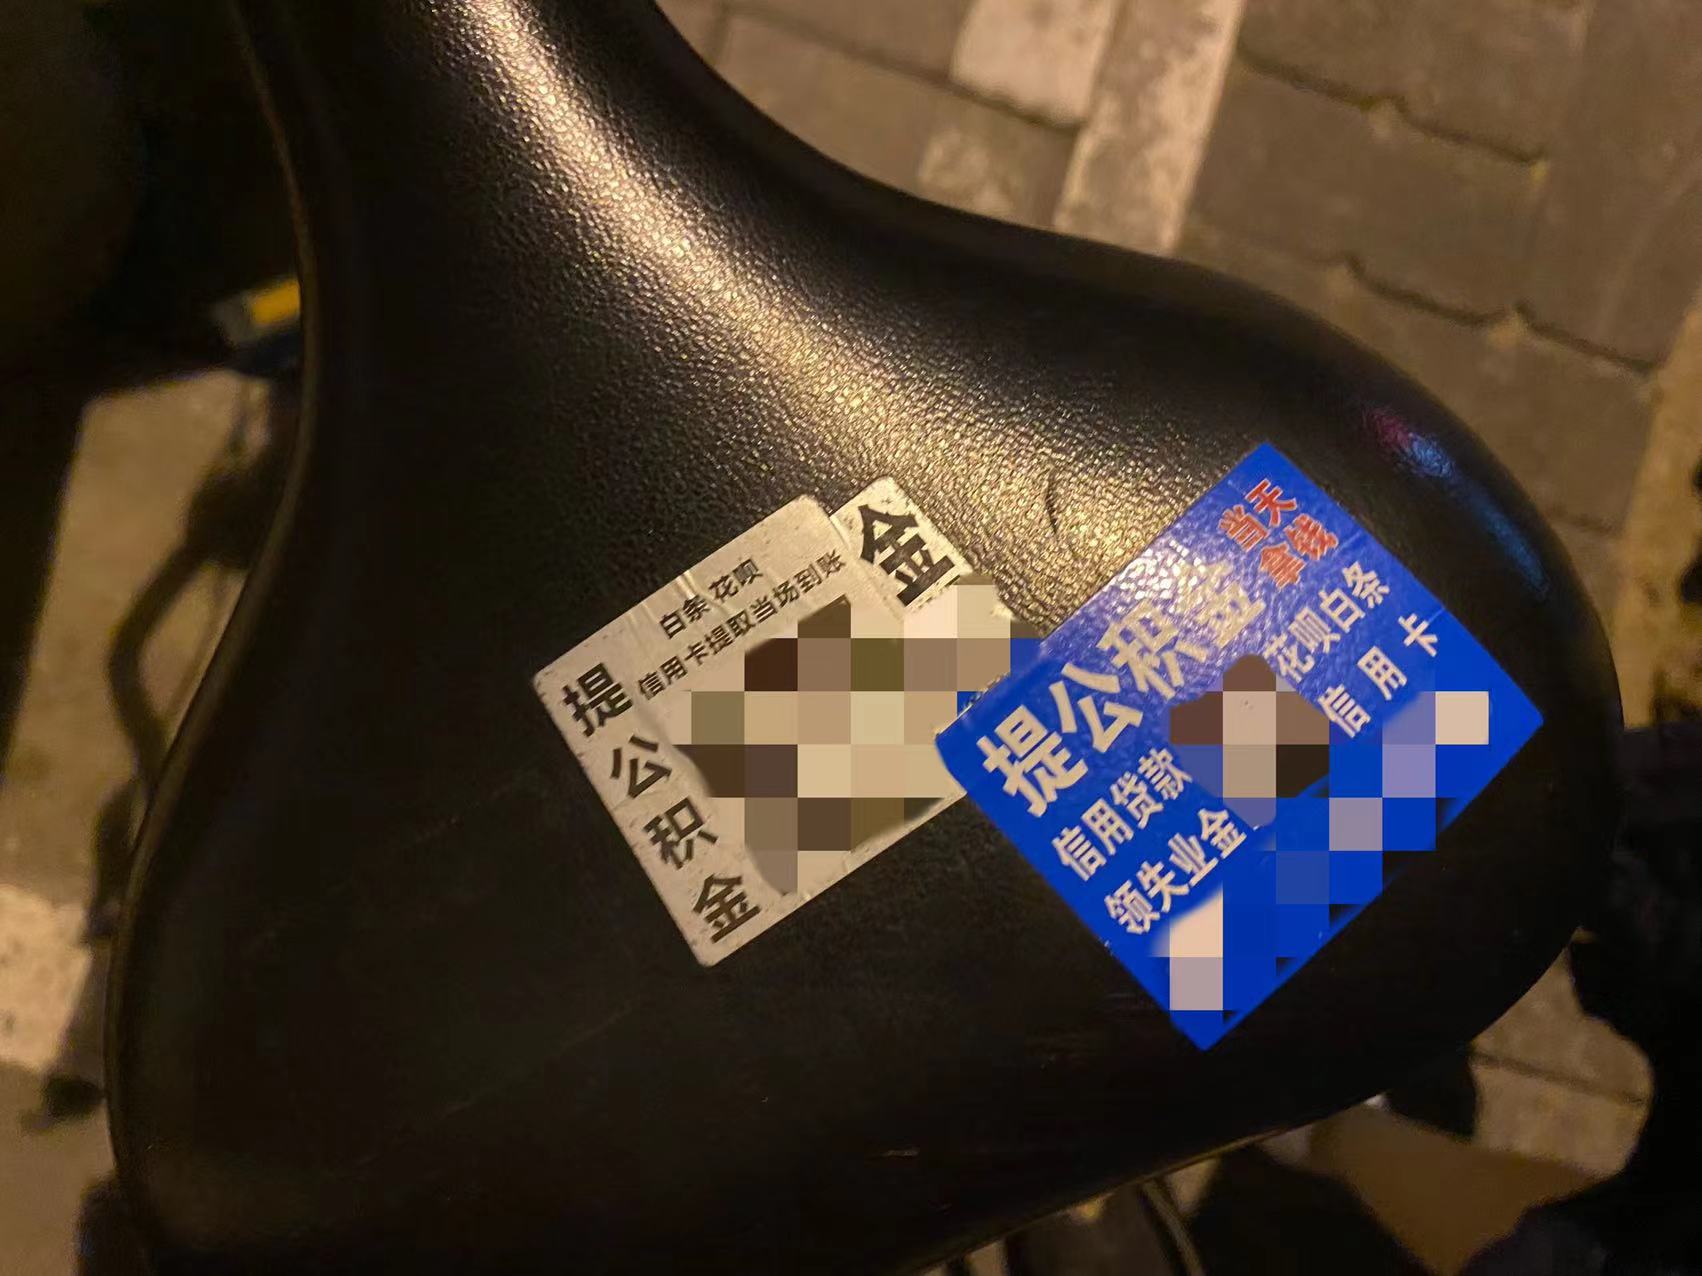 白条 花呗
信用卡提取当场到账
提公积金
金
当天
拿钱
提公积金
花呗白条
信用卡
信用贷款
领失业金